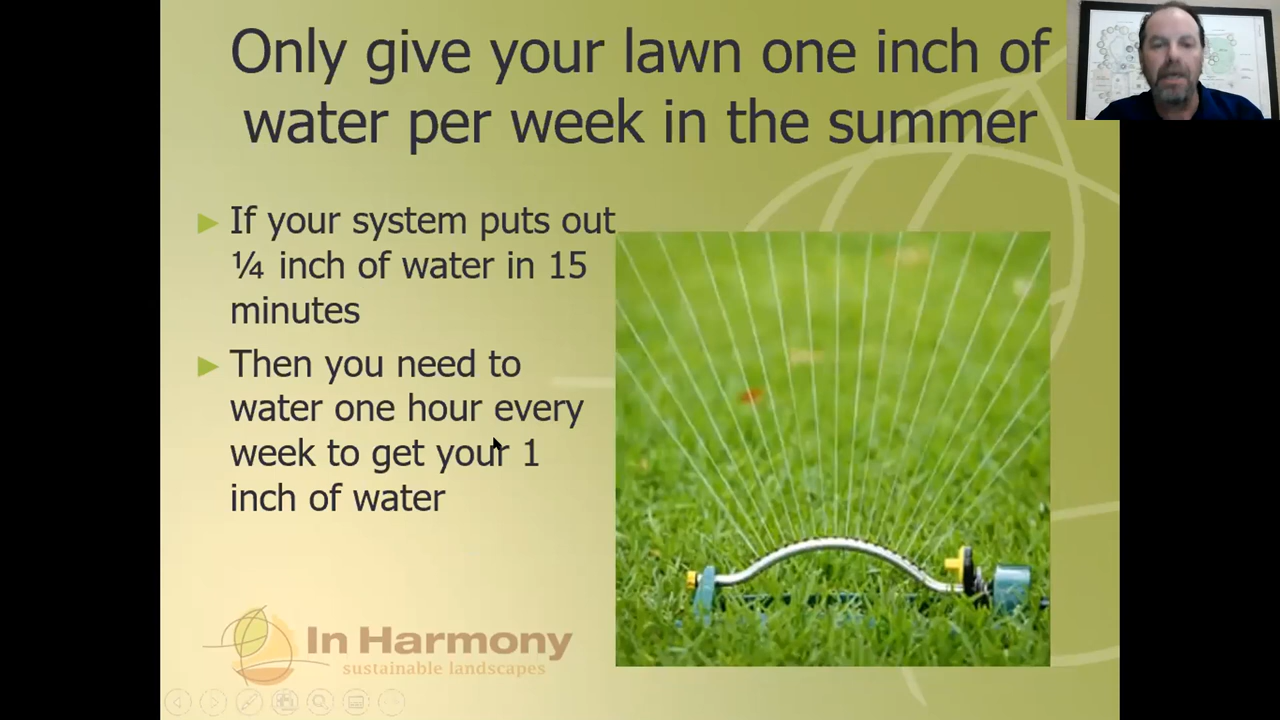 Only give your lawn one inch of
water per week in the summer
If your system puts out
¼ inch of water in 15
minutes
Then you need to
water one hour every
week to get your 1
inch of water
In Harmony
sustainable landscapes